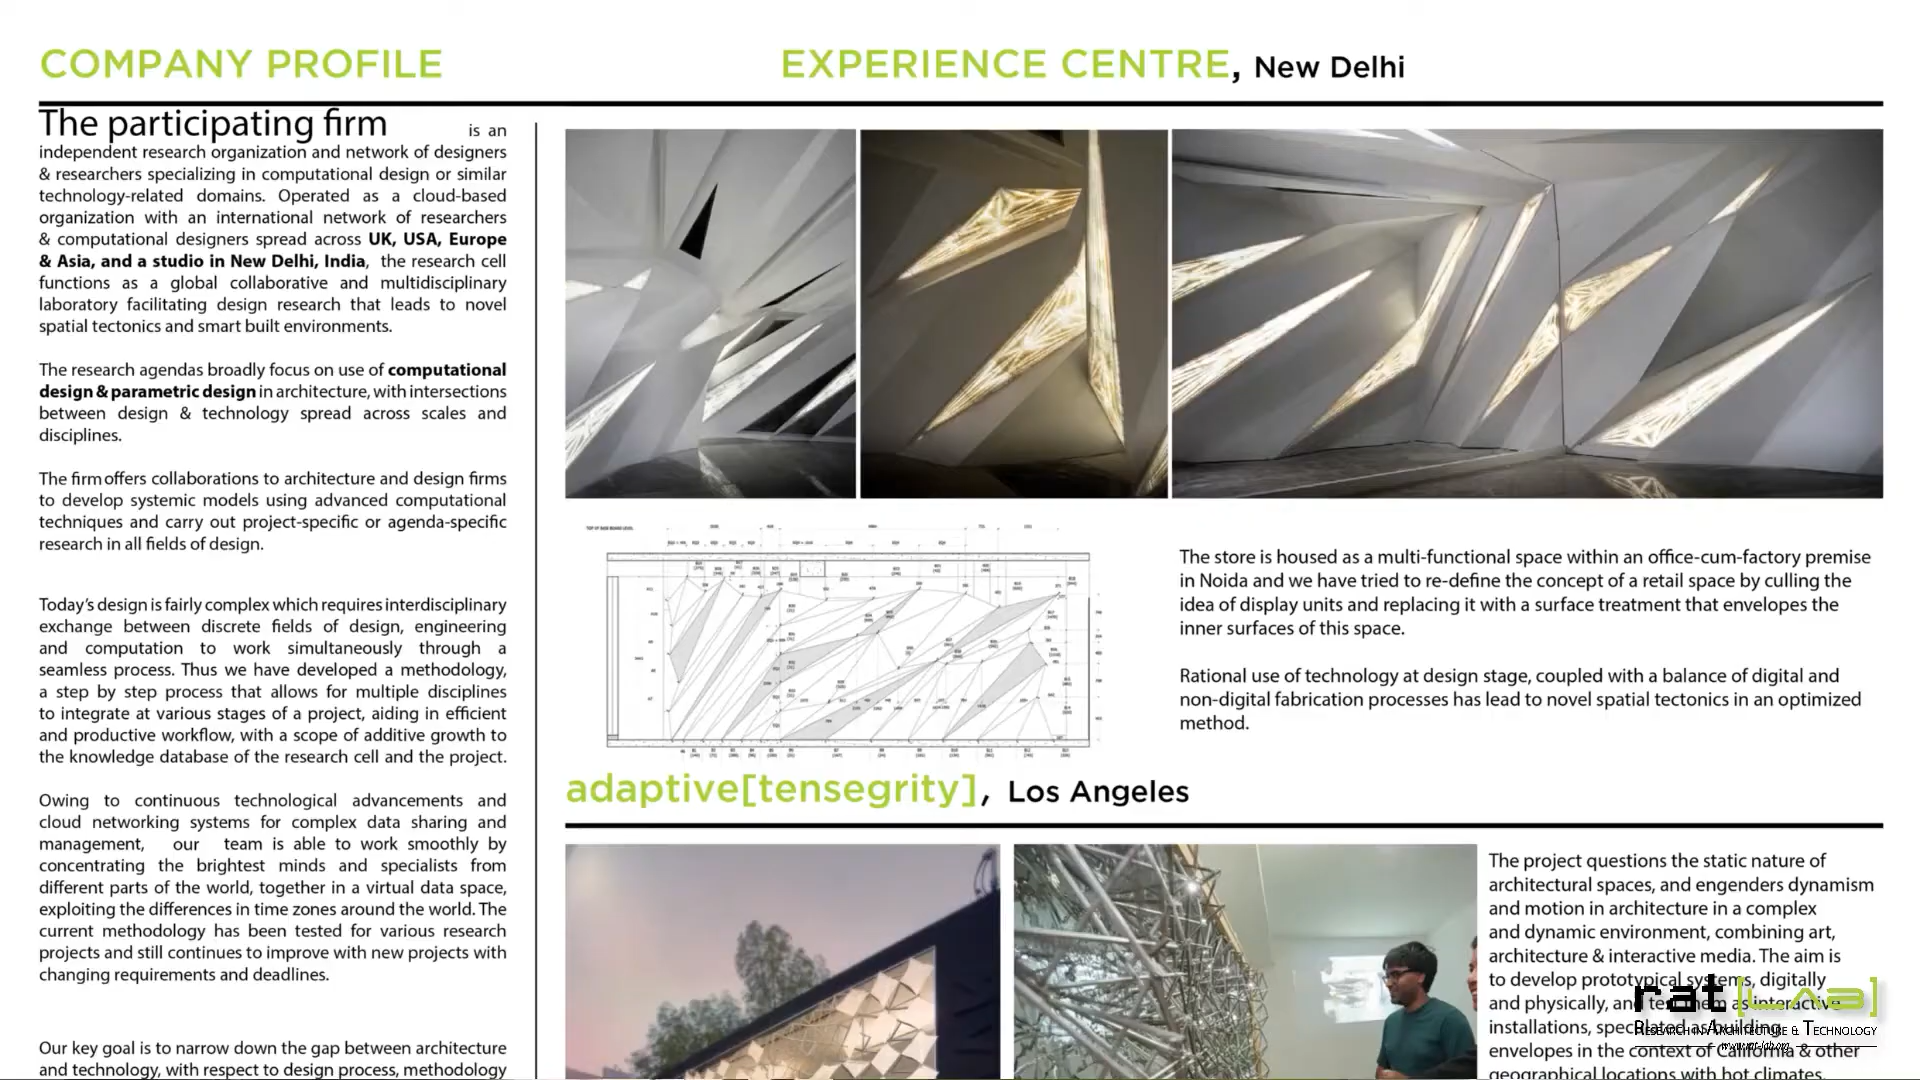 COMPANY PROFILE
EXPERIENCE CENTRE, New Delhi
The participating firm is an
independent research organization and network of designers
& researchers specializing in computational design or similar
technology-related domains. Operated as a cloud-based
organization with an international network of researchers
& computational designers spread across UK, USA, Europe
& Asia, and a studio in New Delhi, India, the research cell
functions as a global collaborative and multidisciplinary
laboratory facilitating design research that leads to novel
spatial tectonics and smart built environments.
The research agendas broadly focus on use of computational
design & parametric design in architecture, with intersections
between design & technology spread across scales and
disciplines.
The firm offers collaborations to architecture and design firms
to develop systemic models using advanced computational
techniques and carry out project-specific or agenda-specific
research in all fields of design.
Today's design is fairly complex which requires interdisciplinary
exchange between discrete fields of design, engineering
and computation to work simultaneously through a
seamless process. Thus we have developed a methodology,
a step by step process that allows for multiple disciplines
to integrate at various stages of a project, aiding in efficient
and productive workflow, with a scope of additive growth to
the knowledge database of the research cell and the project.
Owing to continuous technological advancements and
cloud networking systems for complex data sharing and
management, our team is able to work smoothly by
concentrating the brightest minds and specialists from
different parts of the world, together in a virtual data space,
exploiting the differences in time zones around the world. The
current methodology has been tested for various research
projects and still continues to improve with new projects with
changing requirements and deadlines.
Our key goal is to narrow down the gap between architecture
and technology, with respect to design process, methodology
The store is housed as a multi-functional space within an office-cum-factory premise
in Noida and we have tried to re-define the concept of a retail space by culling the
idea of display units and replacing it with a surface treatment that envelopes the
inner surfaces of this space.
Rational use of technology at design stage, coupled with a balance of digital and
non-digital fabrication processes has lead to novel spatial tectonics in an optimized
method.
adaptive[tensegrity], Los Angeles
The project questions the static nature of
architectural spaces, and engenders dynamism
and motion in architecture in a complex
and dynamic environment, combining art,
architecture & interactive media. The aim is
to develop prototypical systems, digitally
and physically, and test them as interactive
installations, speculated as building
envelopes in the context of California & other
geographical locations with hot climates.
rat[LAB]
RESEARCH IN ARCHITECTURE & TECHNOLOGY
www.rat-lab.org